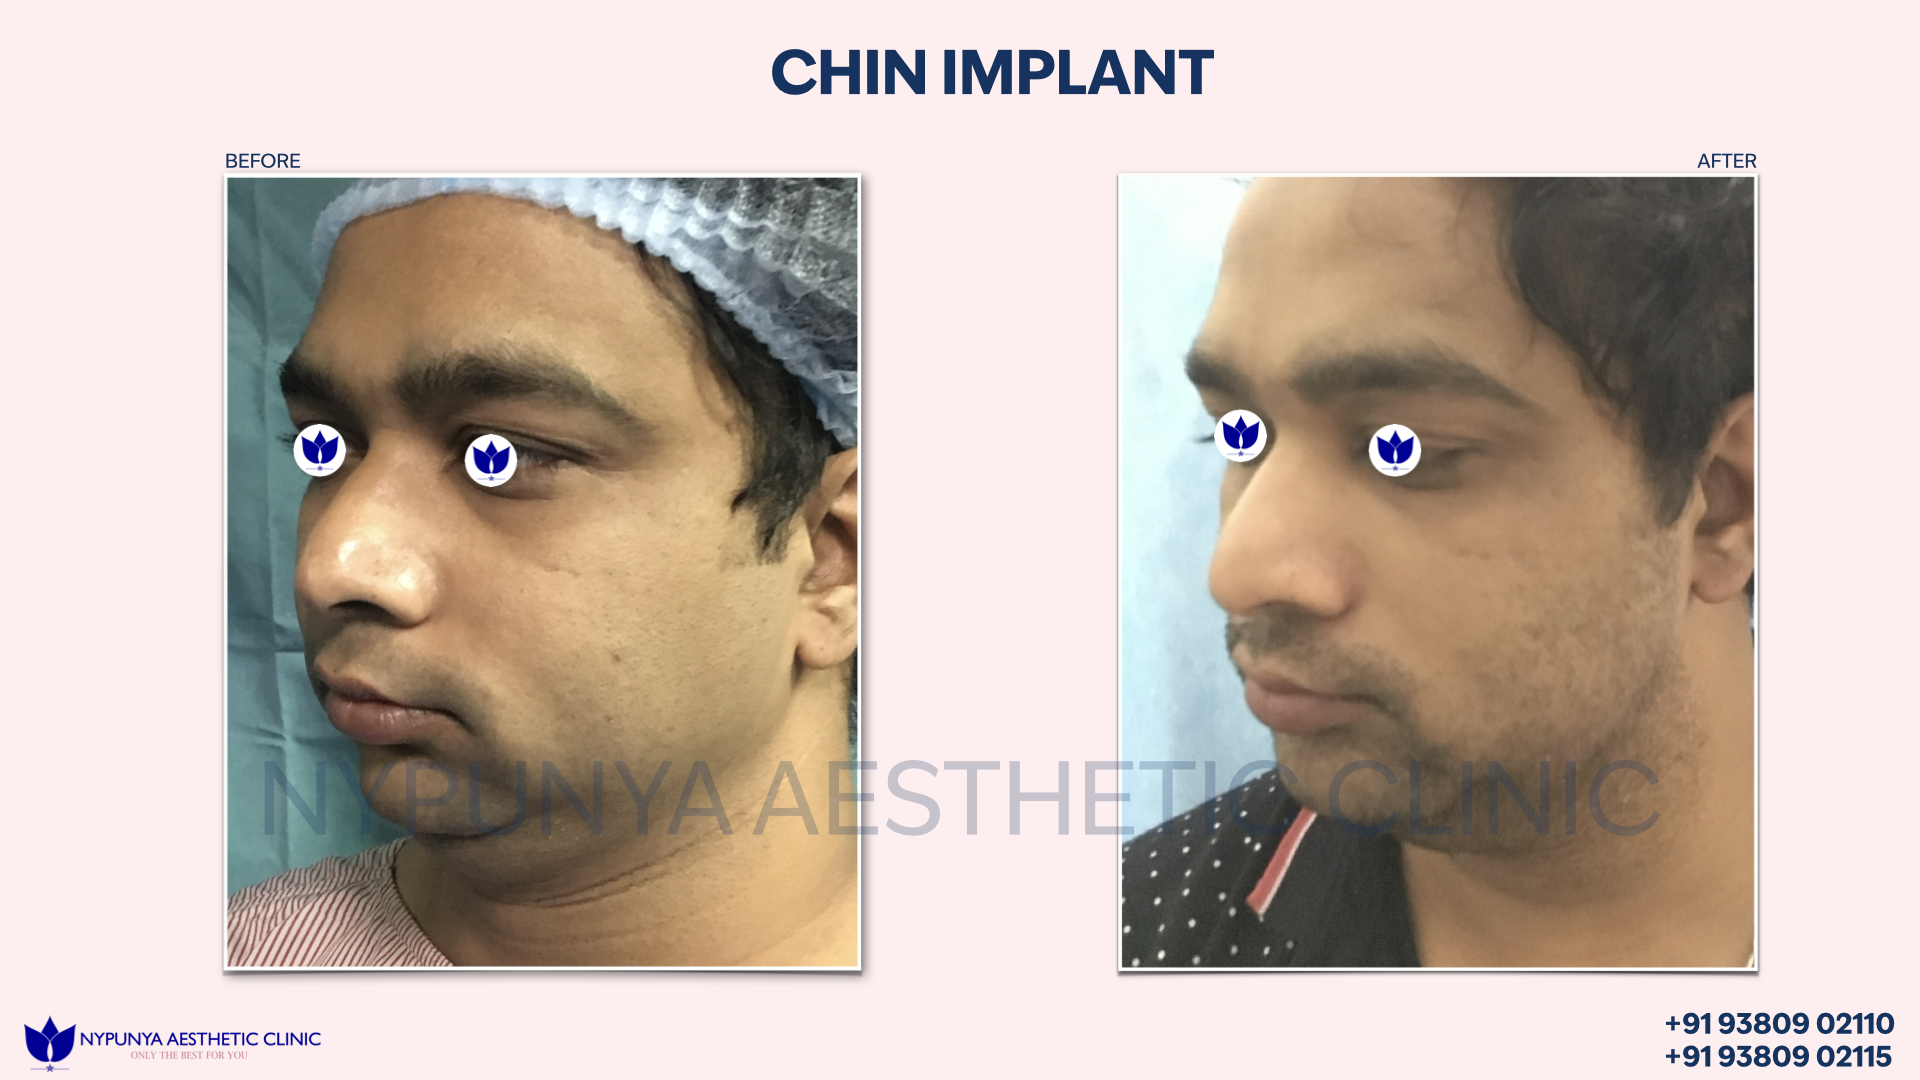 CHIN IMPLANT
BEFORE
AFTER
NYPUNYA AESTHETIC CLINIC
NYPUNYA AESTHETIC CLINIC
ONLY THE BEST FOR YOU
+91 93809 02110
+91 93809 02115